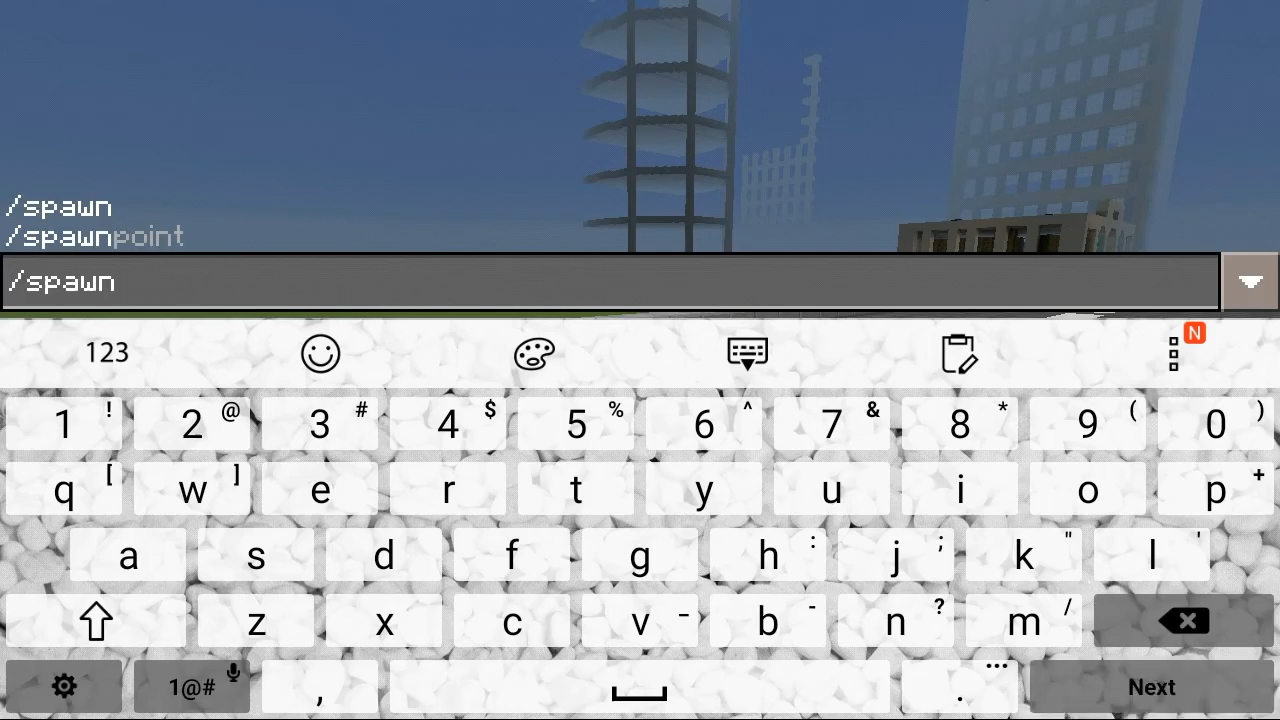 /spawn
/spawnpoint
/spawn
123
N
1 ! 2 @ 3 # 4 $ 5 % 6 ^ 7 & 8 * 9 ( 0 )
q [ w ] e r t y u i o p +
a s d f g h : j ; k " l '
z x c v _ b - n ? m /
1@# , . ... Next